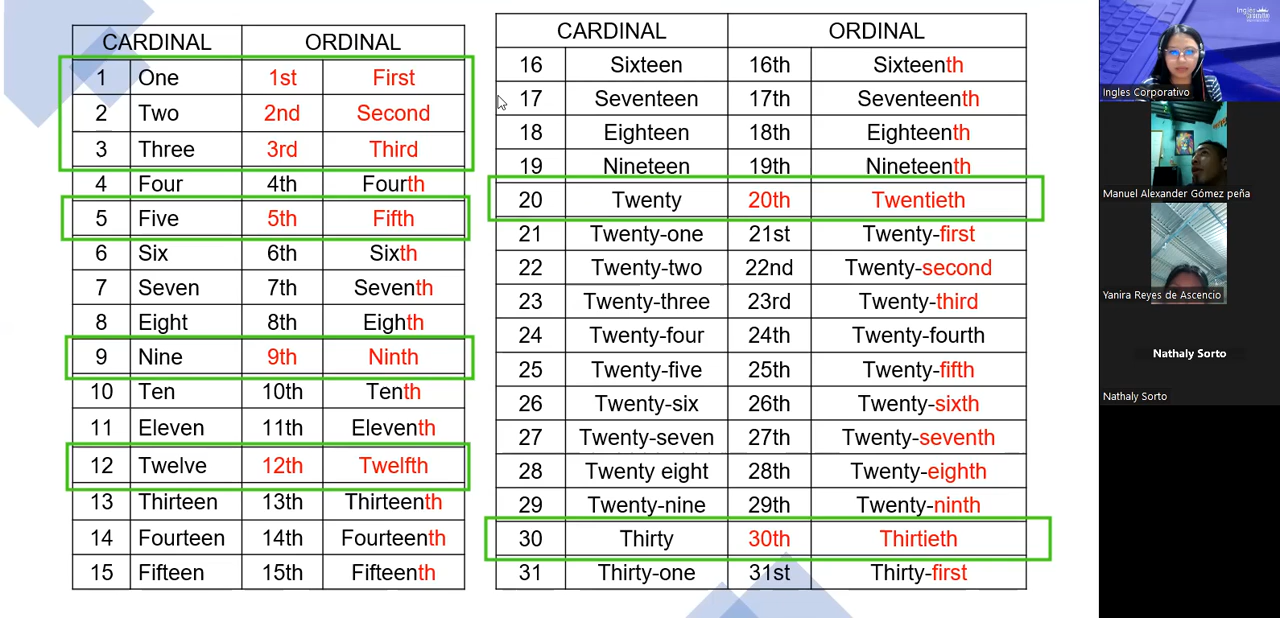 CARDINAL ORDINAL
1 One 1st First
2 Two 2nd Second
3 Three 3rd Third
4 Four 4th Fourth
5 Five 5th Fifth
6 Six 6th Sixth
7 Seven 7th Seventh
8 Eight 8th Eighth
9 Nine 9th Ninth
10 Ten 10th Tenth
11 Eleven 11th Eleventh
12 Twelve 12th Twelfth
13 Thirteen 13th Thirteenth
14 Fourteen 14th Fourteenth
15 Fifteen 15th Fifteenth
CARDINAL ORDINAL
16 Sixteen 16th Sixteenth
17 Seventeen 17th Seventeenth
18 Eighteen 18th Eighteenth
19 Nineteen 19th Nineteenth
20 Twenty 20th Twentieth
21 Twenty-one 21st Twenty-first
22 Twenty-two 22nd Twenty-second
23 Twenty-three 23rd Twenty-third
24 Twenty-four 24th Twenty-fourth
25 Twenty-five 25th Twenty-fifth
26 Twenty-six 26th Twenty-sixth
27 Twenty-seven 27th Twenty-seventh
28 Twenty eight 28th Twenty-eighth
29 Twenty-nine 29th Twenty-ninth
30 Thirty 30th Thirtieth
31 Thirty-one 31st Thirty-first
Ingles
Ingles Corporativo
Manuel Alexander Gómez peña
Yanira Reyes de Ascencio
Nathaly Sorto
Nathaly Sorto